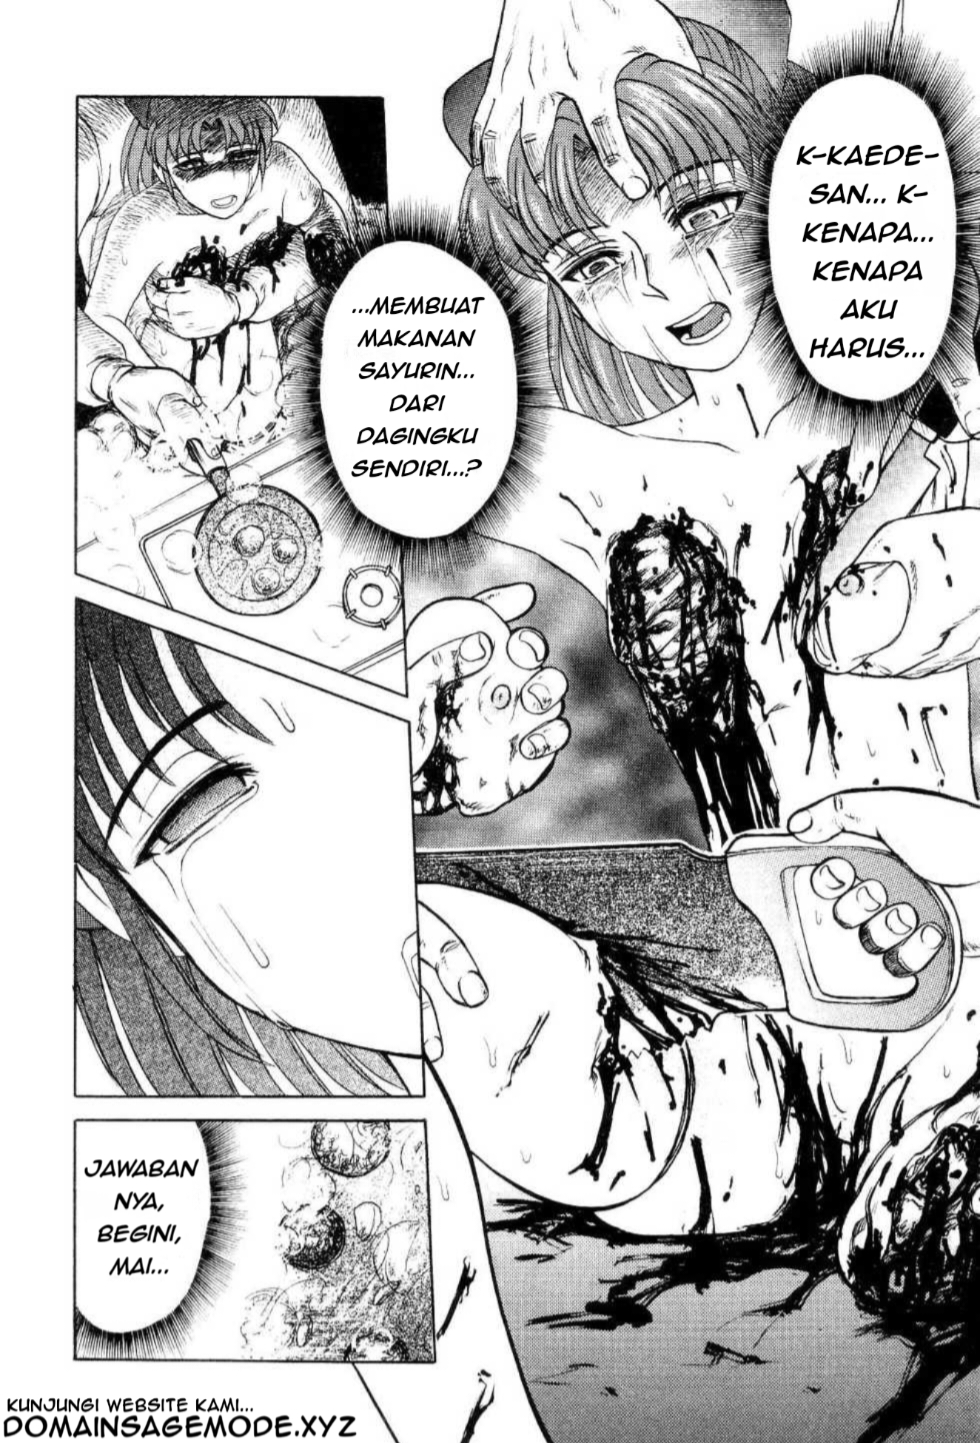 K-KAEDE-
SAN... K-
KENAPA...
KENAPA
AKU
HARUS...
...MEMBUAT
MAKANAN
SAYURIN...
DARI
DAGINGKU
SENDIRI...?
JAWABAN
NYA,
BEGINI,
MAI...
KUNJUNGI WEBSITE KAMI...
DOMAINSAGEMODE.XYZ